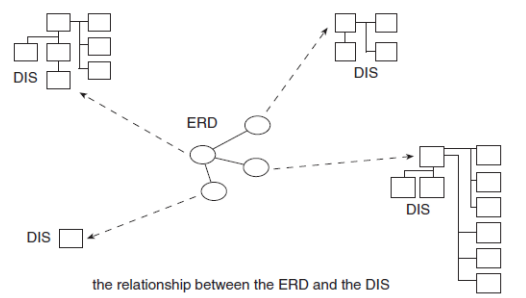 DIS
DIS
ERD
DIS
DIS
the relationship between the ERD and the DIS